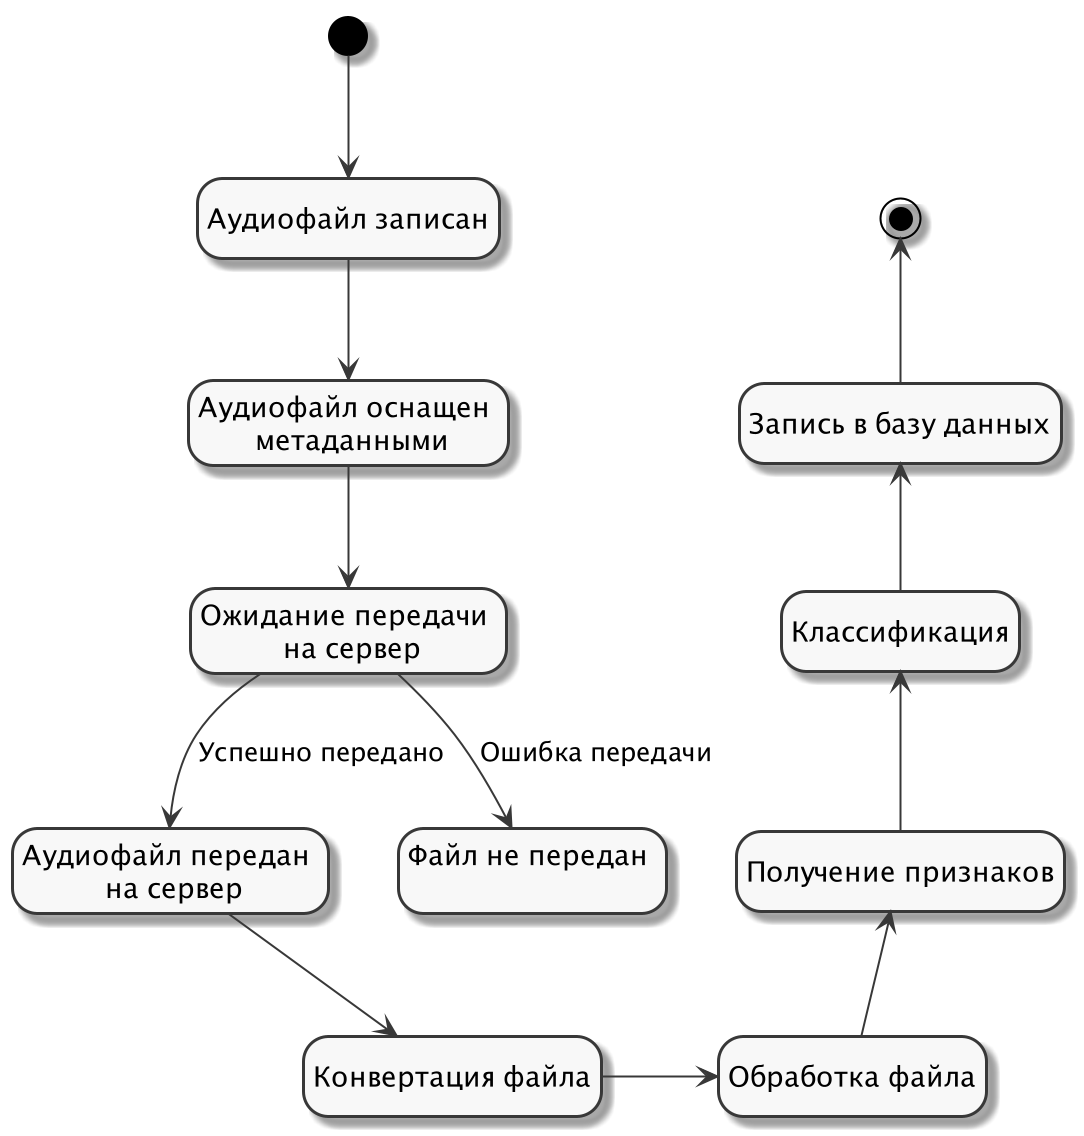 Аудиофайл записан
Аудиофайл оснащен
метаданными
Ожидание передачи
на сервер
Успешно передано
Ошибка передачи
Аудиофайл передан
на сервер
Файл не передан
Конвертация файла
Обработка файла
Получение признаков
Классификация
Запись в базу данных